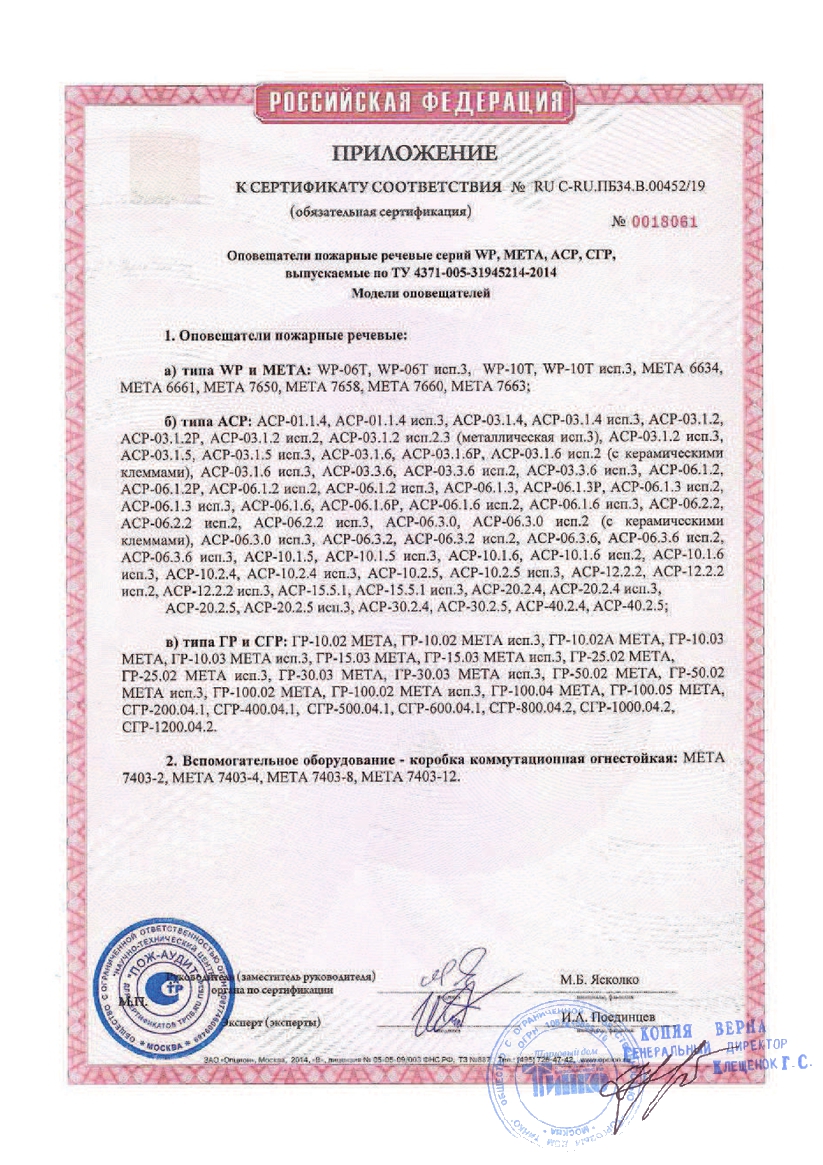 РОССИЙСКАЯ ФЕДЕРАЦИЯ
ПРИЛОЖЕНИЕ
К СЕРТИФИКАТУ СООТВЕТСТВИЯ № RU C-RU.ПБ34.В.00452/19
(обязательная сертификация)
№ 0018061
Оповещатели пожарные речевые серий WP, МЕТА, АСР, СГР,
выпускаемые по ТУ 4371-005-31945214-2014
Модели оповещателей
1. Оповещатели пожарные речевые:
а) типа WP и МЕТА: WP-06T, WP-06T исп.3, WP-10T, WP-10T исп.3, МЕТА 6634,
МЕТА 6661, МЕТА 7650, МЕТА 7658, МЕТА 7660, МЕТА 7663;
б) типа АСР: АСР-01.1.4, АСР-01.1.4 исп.3, АСР-03.1.4, АСР-03.1.4 исп.3, АСР-03.1.2,
АСР-03.1.2Р, АСР-03.1.2 исп.2, АСР-03.1.2 исп.2.3 (металлическая исп.3), АСР-03.1.2 исп.3,
АСР-03.1.5, АСР-03.1.5 исп.3, АСР-03.1.6, АСР-03.1.6Р, АСР-03.1.6 исп.2 (с керамическими
клеммами), АСР-03.1.6 исп.3, АСР-03.3.6, АСР-03.3.6 исп.2, АСР-03.3.6 исп.3, АСР-06.1.2,
АСР-06.1.2Р, АСР-06.1.2 исп.2, АСР-06.1.2 исп.3, АСР-06.1.3, АСР-06.1.3Р, АСР-06.1.3 исп.2,
АСР-06.1.3 исп.3, АСР-06.1.6, АСР-06.1.6Р, АСР-06.1.6 исп.2, АСР-06.1.6 исп.3, АСР-06.2.2,
АСР-06.2.2 исп.2, АСР-06.2.2 исп.3, АСР-06.3.0, АСР-06.3.0 исп.2 (с керамическими
клеммами), АСР-06.3.0 исп.3, АСР-06.3.2, АСР-06.3.2 исп.2, АСР-06.3.6, АСР-06.3.6 исп.2,
АСР-06.3.6 исп.3, АСР-10.1.5, АСР-10.1.5 исп.3, АСР-10.1.6, АСР-10.1.6 исп.2, АСР-10.1.6
исп.3, АСР-10.2.4, АСР-10.2.4 исп.3, АСР-10.2.5, АСР-10.2.5 исп.3, АСР-12.2.2, АСР-12.2.2
исп.2, АСР-12.2.2 исп.3, АСР-15.5.1, АСР-15.5.1 исп.3, АСР-20.2.4, АСР-20.2.4 исп.3,
АСР-20.2.5, АСР-20.2.5 исп.3, АСР-30.2.4, АСР-30.2.5, АСР-40.2.4, АСР-40.2.5;
в) типа ГР и СГР: ГР-10.02 МЕТА, ГР-10.02 МЕТА исп.3, ГР-10.02А МЕТА, ГР-10.03
МЕТА, ГР-10.03 МЕТА исп.3, ГР-15.03 МЕТА, ГР-15.03 МЕТА исп.3, ГР-25.02 МЕТА,
ГР-25.02 МЕТА исп.3, ГР-30.03 МЕТА, ГР-30.03 МЕТА исп.3, ГР-50.02 МЕТА, ГР-50.02
МЕТА исп.3, ГР-100.02 МЕТА, ГР-100.02 МЕТА исп.3, ГР-100.04 МЕТА, ГР-100.05 МЕТА,
СГР-200.04.1, СГР-400.04.1, СГР-500.04.1, СГР-600.04.1, СГР-800.04.2, СГР-1000.04.2,
СГР-1200.04.2.
2. Вспомогательное оборудование - коробка коммутационная огнестойкая: МЕТА
7403-2, МЕТА 7403-4, МЕТА 7403-8, МЕТА 7403-12.
Руководитель (заместитель руководителя)
органа по сертификации
М.Б. Ясколко
М.П.
Эксперт (эксперты)
И.А. Поединцев
"ПОЖ-АУДИТ"
* МОСКВА *
КОПИЯ ВЕРНА
ГЕНЕРАЛЬНЫЙ ДИРЕКТОР
КЛЕЩЕНОК Г.С.
Торговый дом
ТИНКО
* МОСКВА *